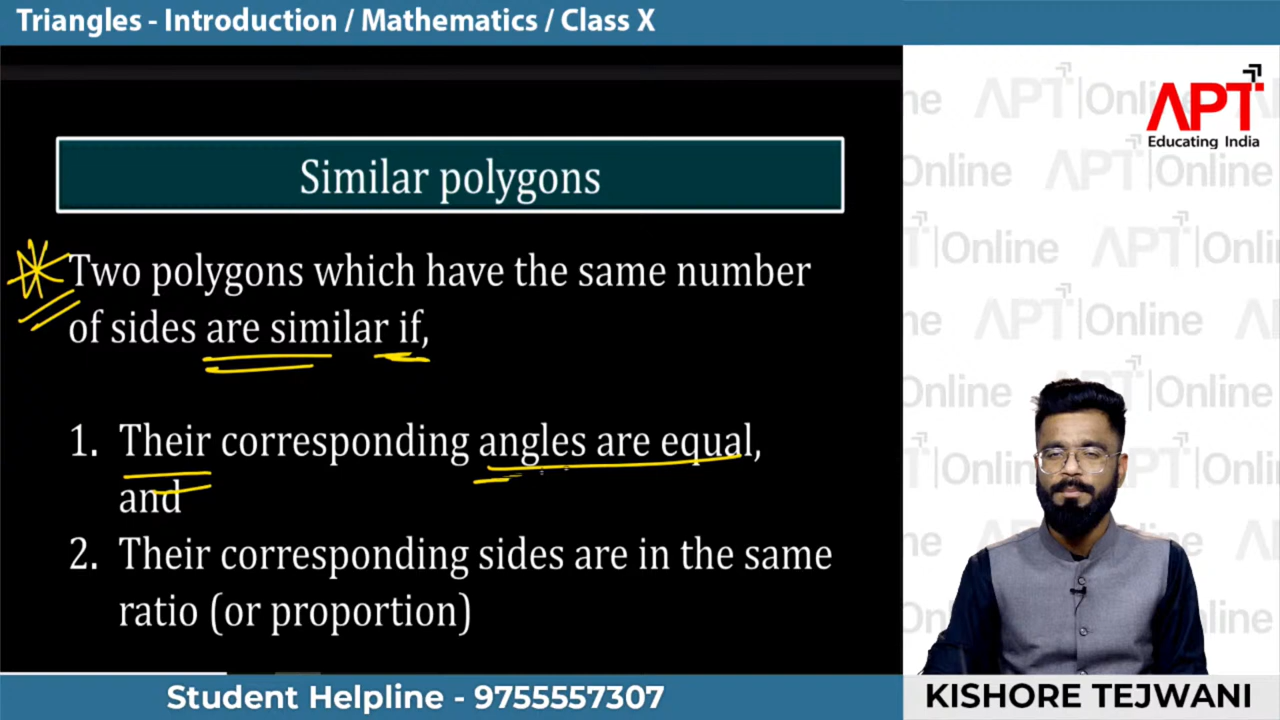 Triangles - Introduction / Mathematics / Class X
APT
Educating India
Similar polygons
Two polygons which have the same number
of sides are similar if,
1. Their corresponding angles are equal,
and
2. Their corresponding sides are in the same
ratio (or proportion)
APT|Online
Student Helpline - 9755557307
KISHORE TEJWANI